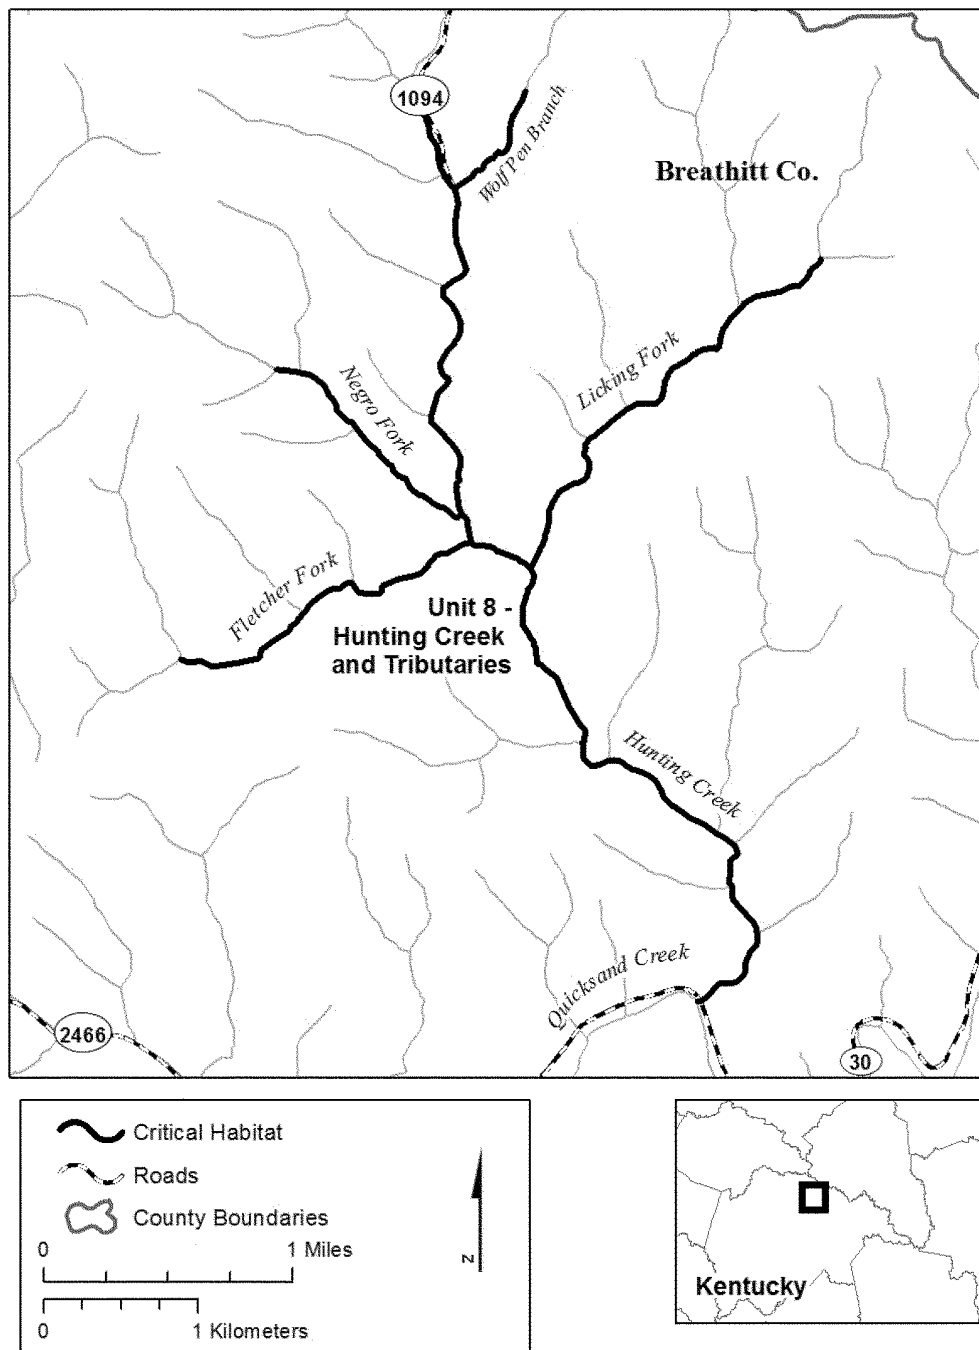 1094
Wolf Pen Branch
Breathitt Co.
Negro Fork
Licking Fork
Fletcher Fork
Unit 8 -
Hunting Creek
and Tributaries
Hunting Creek
Quicksand Creek
2466
30
Critical Habitat
Roads
County Boundaries
0 1 Miles
0 1 Kilometers
N
Kentucky